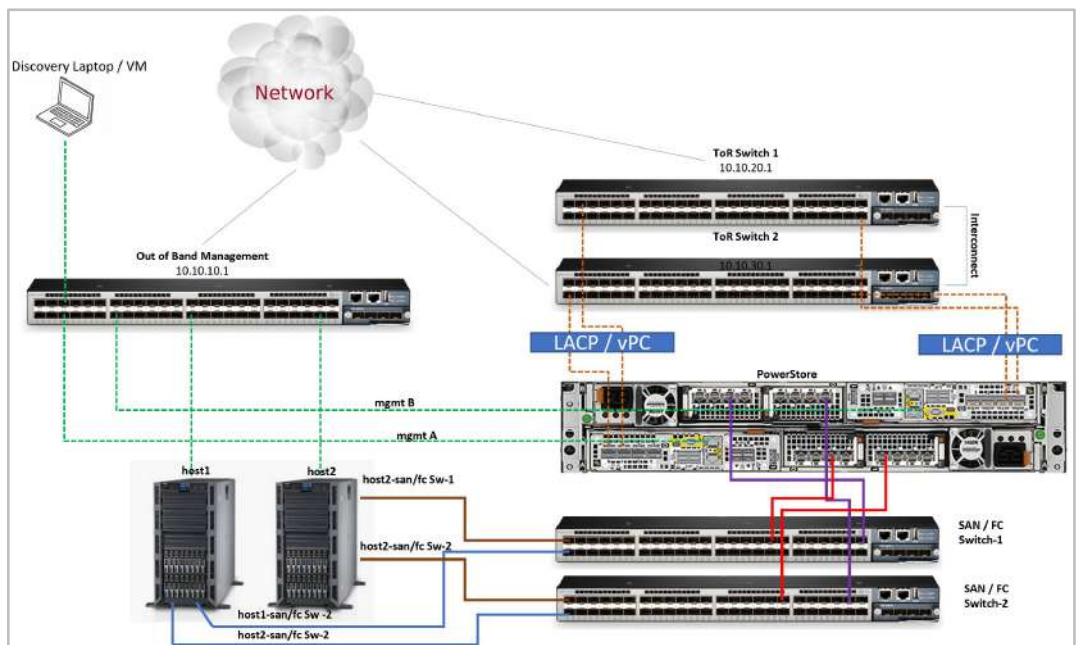 Discovery Laptop / VM
Network
ToR Switch 1
10.10.20.1
ToR Switch 2
10.10.30.1
Interconnect
Out of Band Management
10.10.10.1
LACP / vPC
LACP / vPC
PowerStore
mgmt B
mgmt A
host1
host2
host2-san/fc Sw-1
host2-san/fc Sw-2
SAN / FC
Switch-1
SAN / FC
Switch-2
host1-san/fc Sw -2
host2-san/fc Sw-2